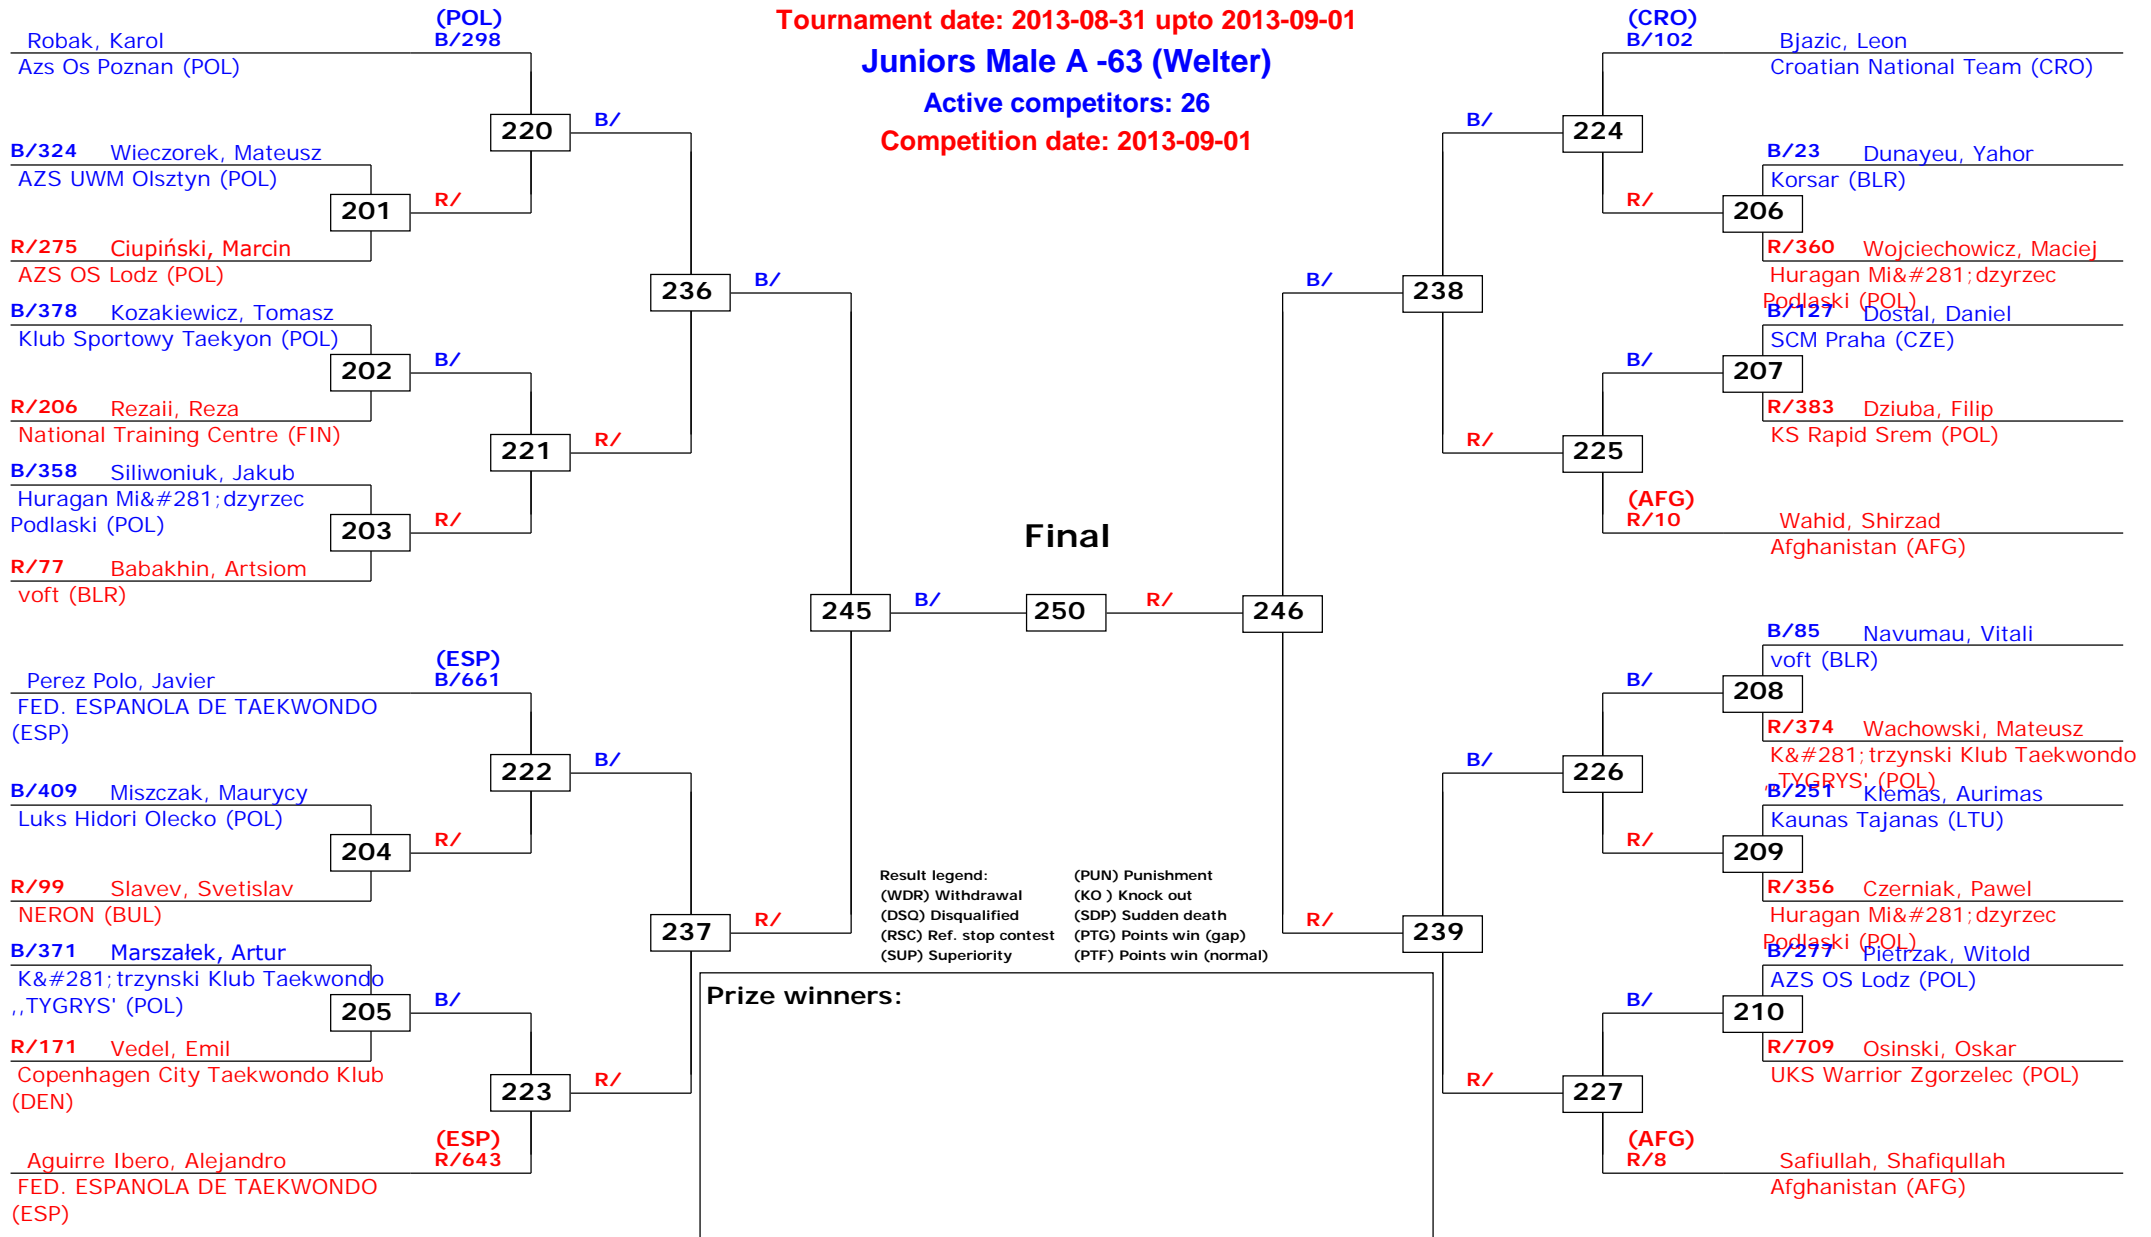 Tournament date: 2013-08-31 upto 2013-09-01
Juniors Male A -63 (Welter)
Active competitors: 26
Competition date: 2013-09-01
(POL)
Robak, Karol B/298
Azs Os Poznan (POL)
220
B/
B/324 Wieczorek, Mateusz
AZS UWM Olsztyn (POL)
201
R/
R/275 Ciupiński, Marcin
AZS OS Lodz (POL)
236
B/
B/378 Kozakiewicz, Tomasz
Klub Sportowy Taekyon (POL)
202
B/
R/206 Rezaii, Reza
National Training Centre (FIN)
221
R/
B/358 Siliwoniuk, Jakub
Huragan Mi&#281;dzyrzec
Podlaski (POL)
203
R/
R/77 Babakhin, Artsiom
voft (BLR)
245
B/
(ESP)
Perez Polo, Javier B/661
FED. ESPANOLA DE TAEKWONDO
(ESP)
222
B/
B/409 Miszczak, Maurycy
Luks Hidori Olecko (POL)
204
R/
R/99 Slavev, Svetislav
NERON (BUL)
237
R/
B/371 Marszałek, Artur
K&#281;trzynski Klub Taekwondo
,,TYGRYS' (POL)
205
B/
R/171 Vedel, Emil
Copenhagen City Taekwondo Klub
(DEN)
223
R/
(ESP)
Aguirre Ibero, Alejandro R/643
FED. ESPANOLA DE TAEKWONDO
(ESP)
Final
250
R/
246
Result legend: (PUN) Punishment
(WDR) Withdrawal (KO ) Knock out
(DSQ) Disqualified (SDP) Sudden death
(RSC) Ref. stop contest (PTG) Points win (gap)
(SUP) Superiority (PTF) Points win (normal)
Prize winners:
(CRO)
B/102 Bjazic, Leon
Croatian National Team (CRO)
B/
224
B/23 Dunayeu, Yahor
Korsar (BLR)
R/
206
R/360 Wojciechowicz, Maciej
Huragan Mi&#281;dzyrzec
Podlaski (POL)
B/
238
B/127 Dostal, Daniel
SCM Praha (CZE)
B/
207
R/383 Dziuba, Filip
KS Rapid Srem (POL)
R/
225
(AFG)
R/10 Wahid, Shirzad
Afghanistan (AFG)
B/85 Navumau, Vitali
voft (BLR)
B/
208
R/374 Wachowski, Mateusz
K&#281;trzynski Klub Taekwondo
,,TYGRYS' (POL)
B/
226
B/251 Klemas, Aurimas
Kaunas Tajanas (LTU)
R/
209
R/356 Czerniak, Pawel
Huragan Mi&#281;dzyrzec
Podlaski (POL)
R/
239
B/277 Pietrzak, Witold
AZS OS Lodz (POL)
B/
210
R/709 Osinski, Oskar
UKS Warrior Zgorzelec (POL)
R/
227
(AFG)
R/8 Safiullah, Shafiqullah
Afghanistan (AFG)